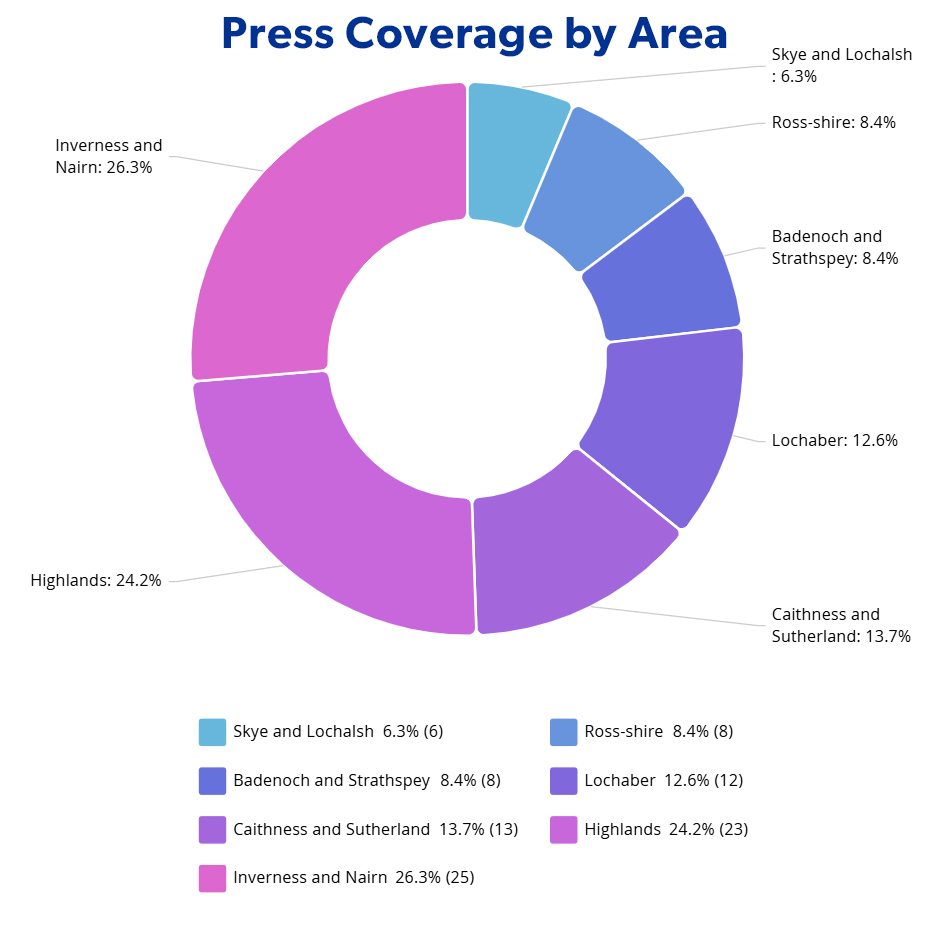 Press Coverage by Area
Skye and Lochalsh
: 6.3%
Ross-shire: 8.4%
Inverness and
Nairn: 26.3%
Badenoch and
Strathspey: 8.4%
Lochaber: 12.6%
Highlands: 24.2%
Caithness and
Sutherland: 13.7%
Skye and Lochalsh 6.3% (6)
Ross-shire 8.4% (8)
Badenoch and Strathspey 8.4% (8)
Lochaber 12.6% (12)
Caithness and Sutherland 13.7% (13)
Highlands 24.2% (23)
Inverness and Nairn 26.3% (25)